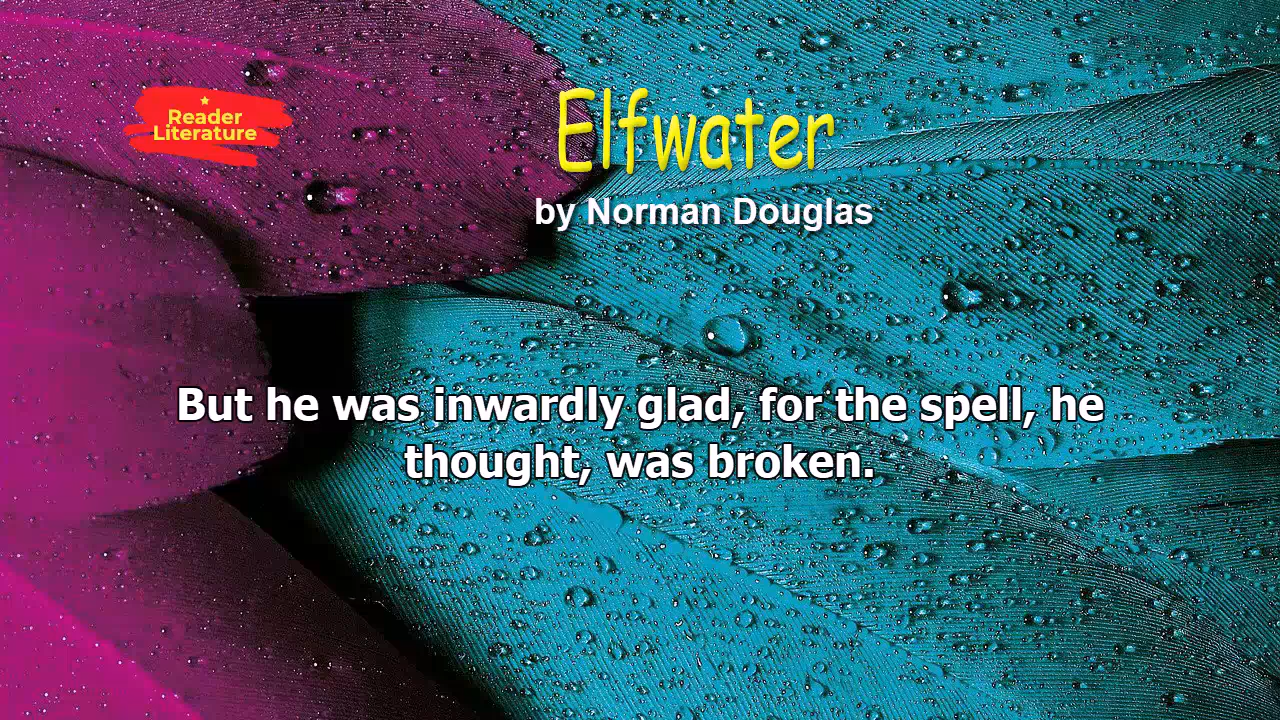 Reader
Literature
Elfwater
by Norman Douglas
But he was inwardly glad, for the spell, he
thought, was broken.